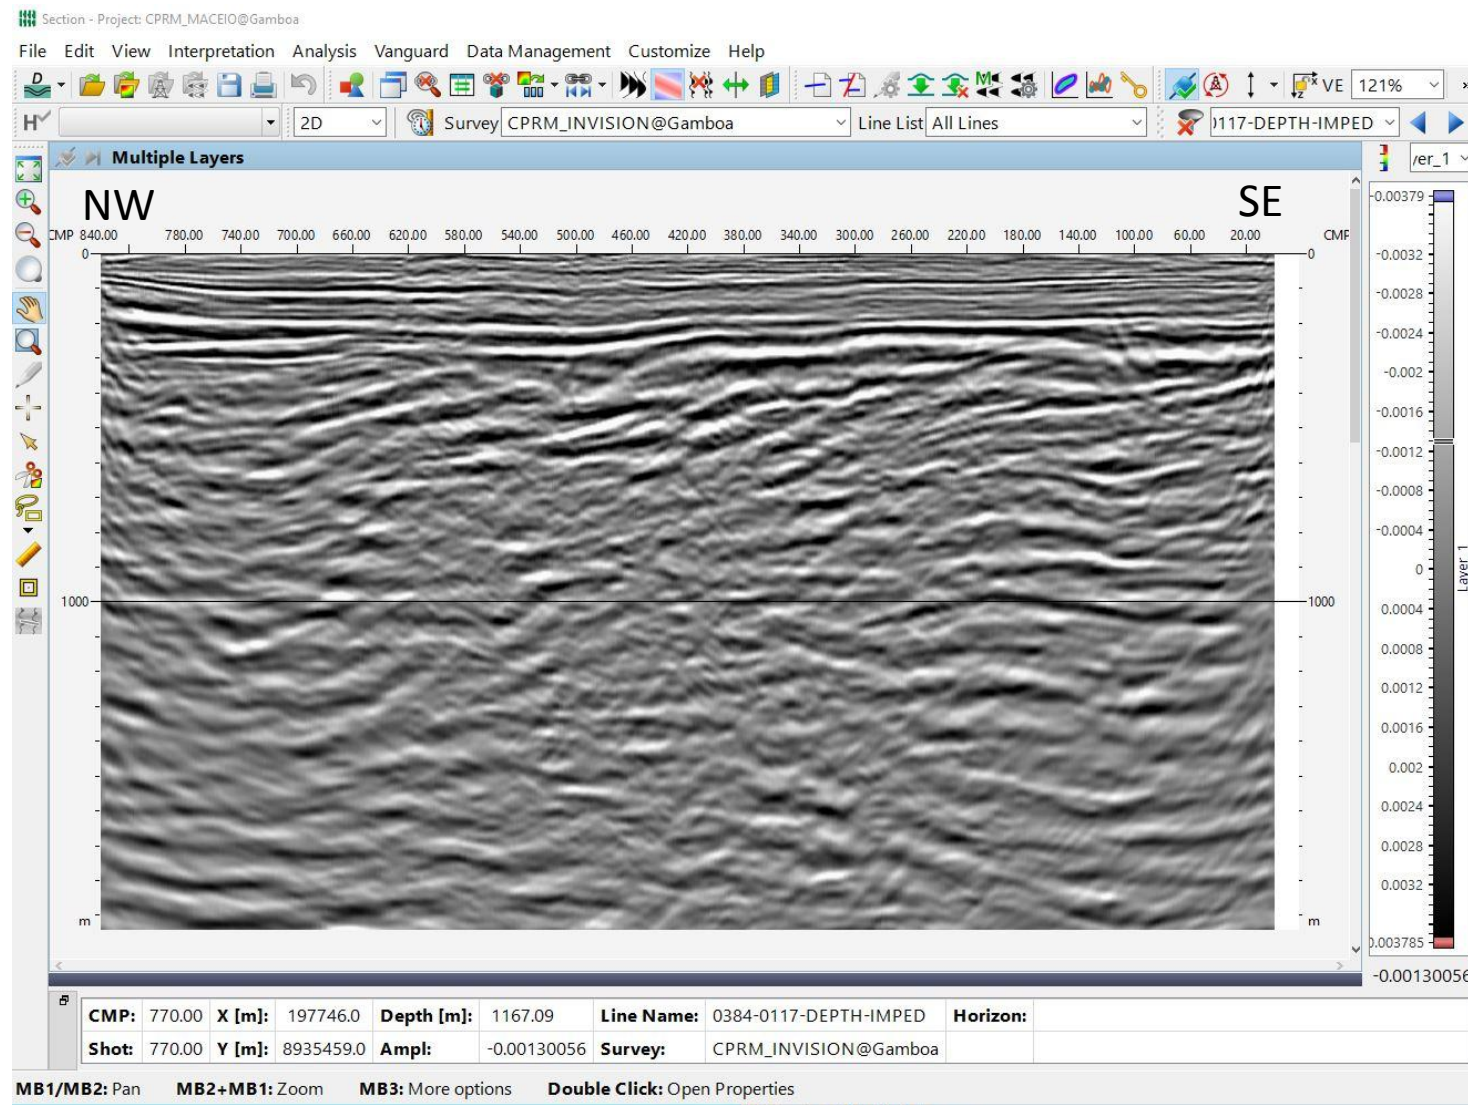 Section - Project: CPRM_MACEIO@Gamboa
File Edit View Interpretation Analysis Vanguard Data Management Customize Help
VE 121%
H 2D Survey CPRM_INVISION@Gamboa Line List All Lines )117-DEPTH-IMPED
Multiple Layers
/er_1
NW SE
CMP 840.00 780.00 740.00 700.00 660.00 620.00 580.00 540.00 500.00 460.00 420.00 380.00 340.00 300.00 260.00 220.00 180.00 140.00 100.00 60.00 20.00 CMP
0 0
1000 1000
m m
-0.00379
-0.0032
-0.0028
-0.0024
-0.002
-0.0016
-0.0012
-0.0008
-0.0004
0
0.0004
0.0008
0.0012
0.0016
0.002
0.0024
0.0028
0.0032
0.003785
Layer_1
-0.00130056
CMP: 770.00 X [m]: 197746.0 Depth [m]: 1167.09 Line Name: 0384-0117-DEPTH-IMPED Horizon:
Shot: 770.00 Y [m]: 8935459.0 Ampl: -0.00130056 Survey: CPRM_INVISION@Gamboa
MB1/MB2: Pan MB2+MB1: Zoom MB3: More options Double Click: Open Properties